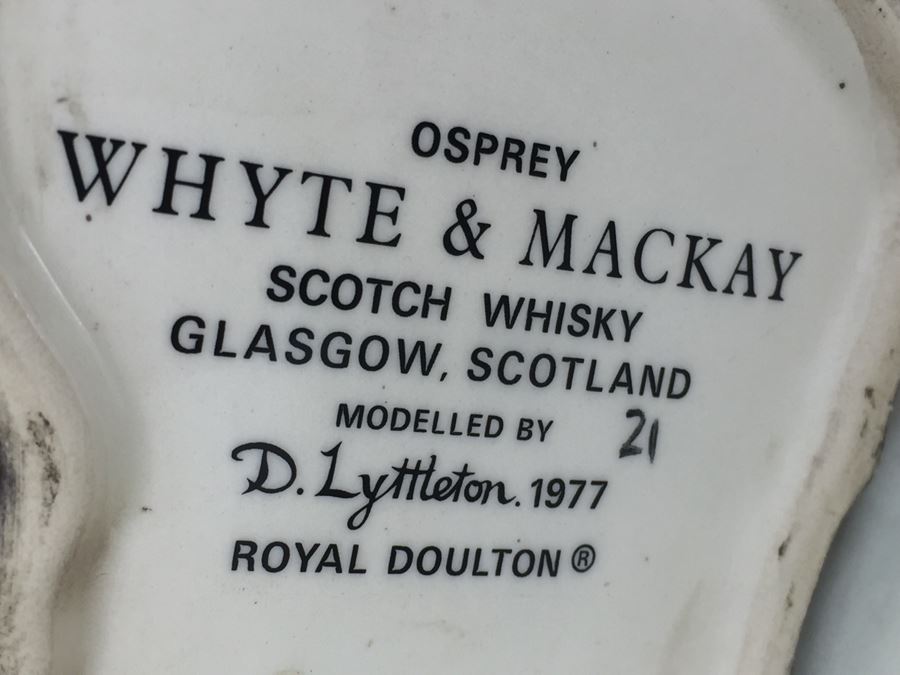 OSPREY
WHYTE & MACKAY
SCOTCH WHISKY
GLASGOW, SCOTLAND
MODELLED BY 21
D. Lyttleton. 1977
ROYAL DOULTON ®